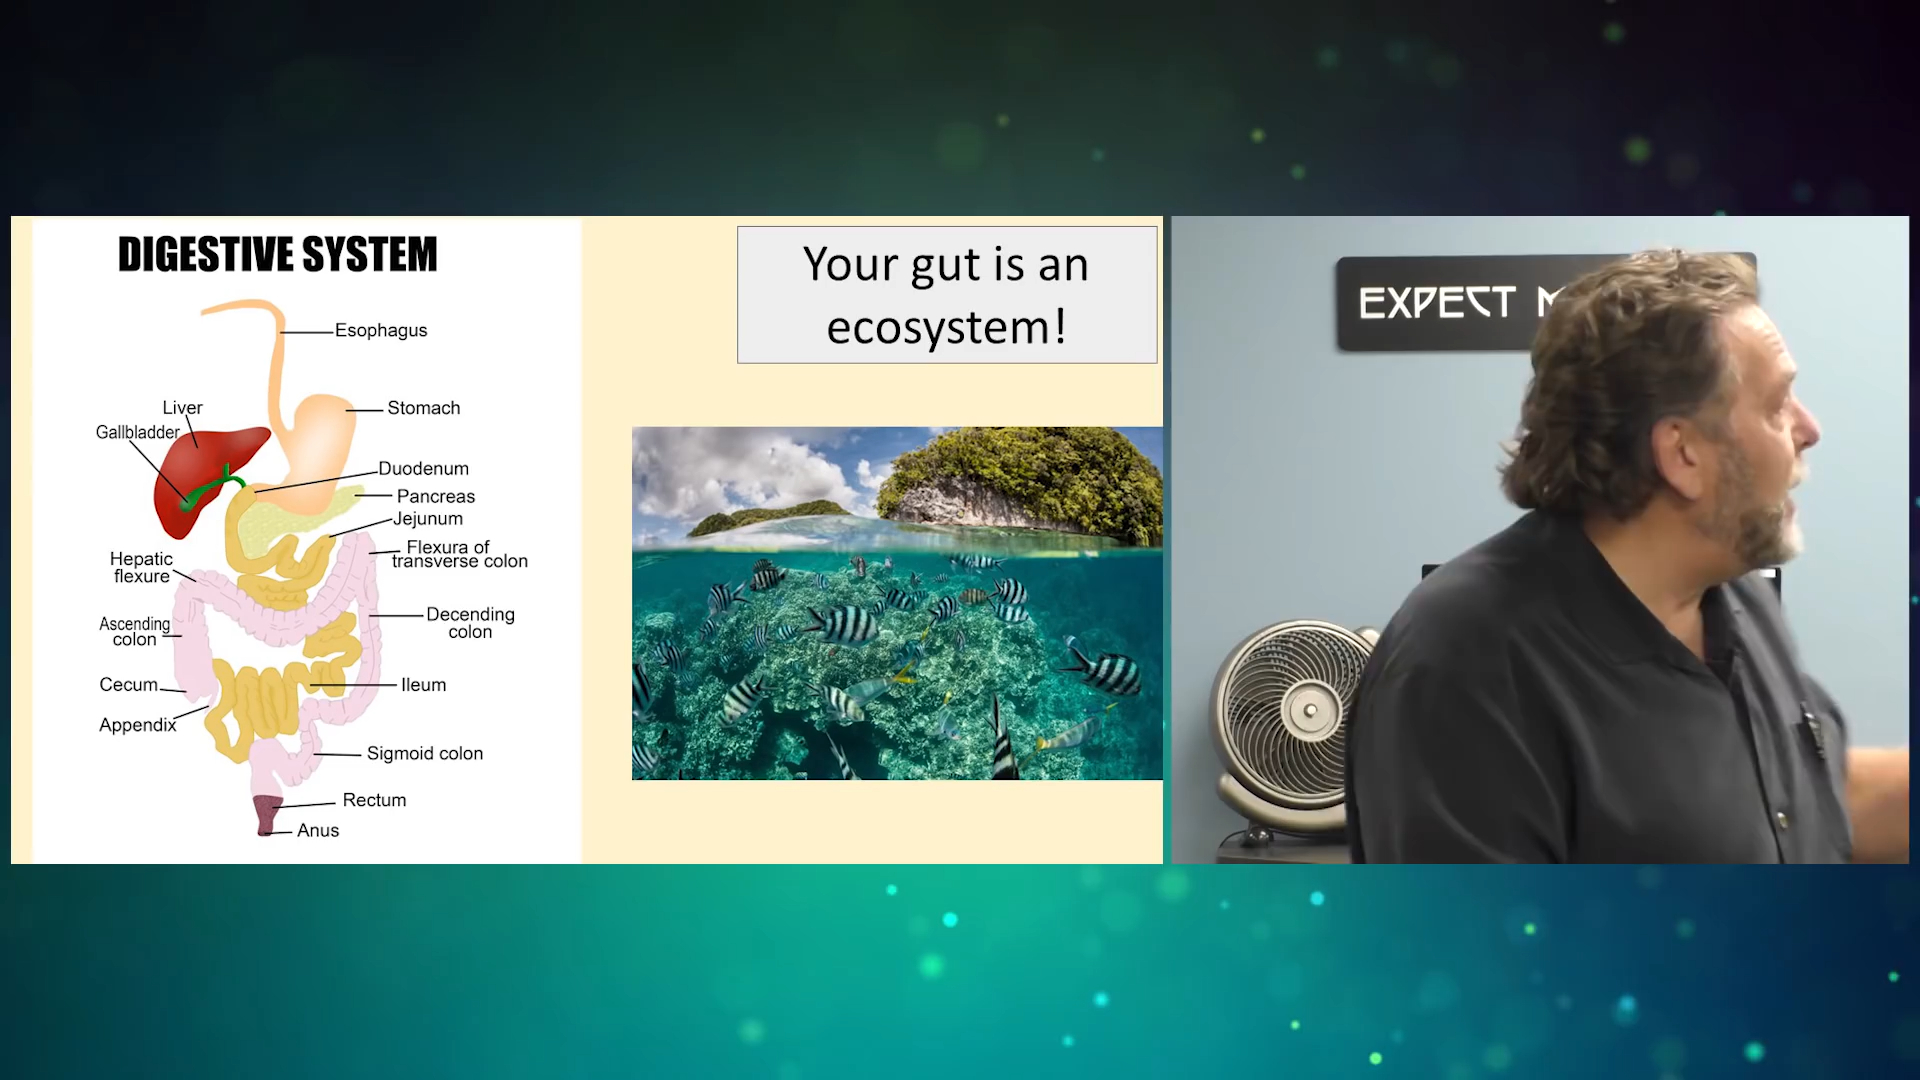 DIGESTIVE SYSTEM
Esophagus
Liver
Stomach
Gallbladder
Duodenum
Pancreas
Jejunum
Flexura of
transverse colon
Hepatic
flexure
Decending
colon
Ascending
colon
Cecum
Ileum
Appendix
Sigmoid colon
Rectum
Anus
Your gut is an
ecosystem!
EXPECT